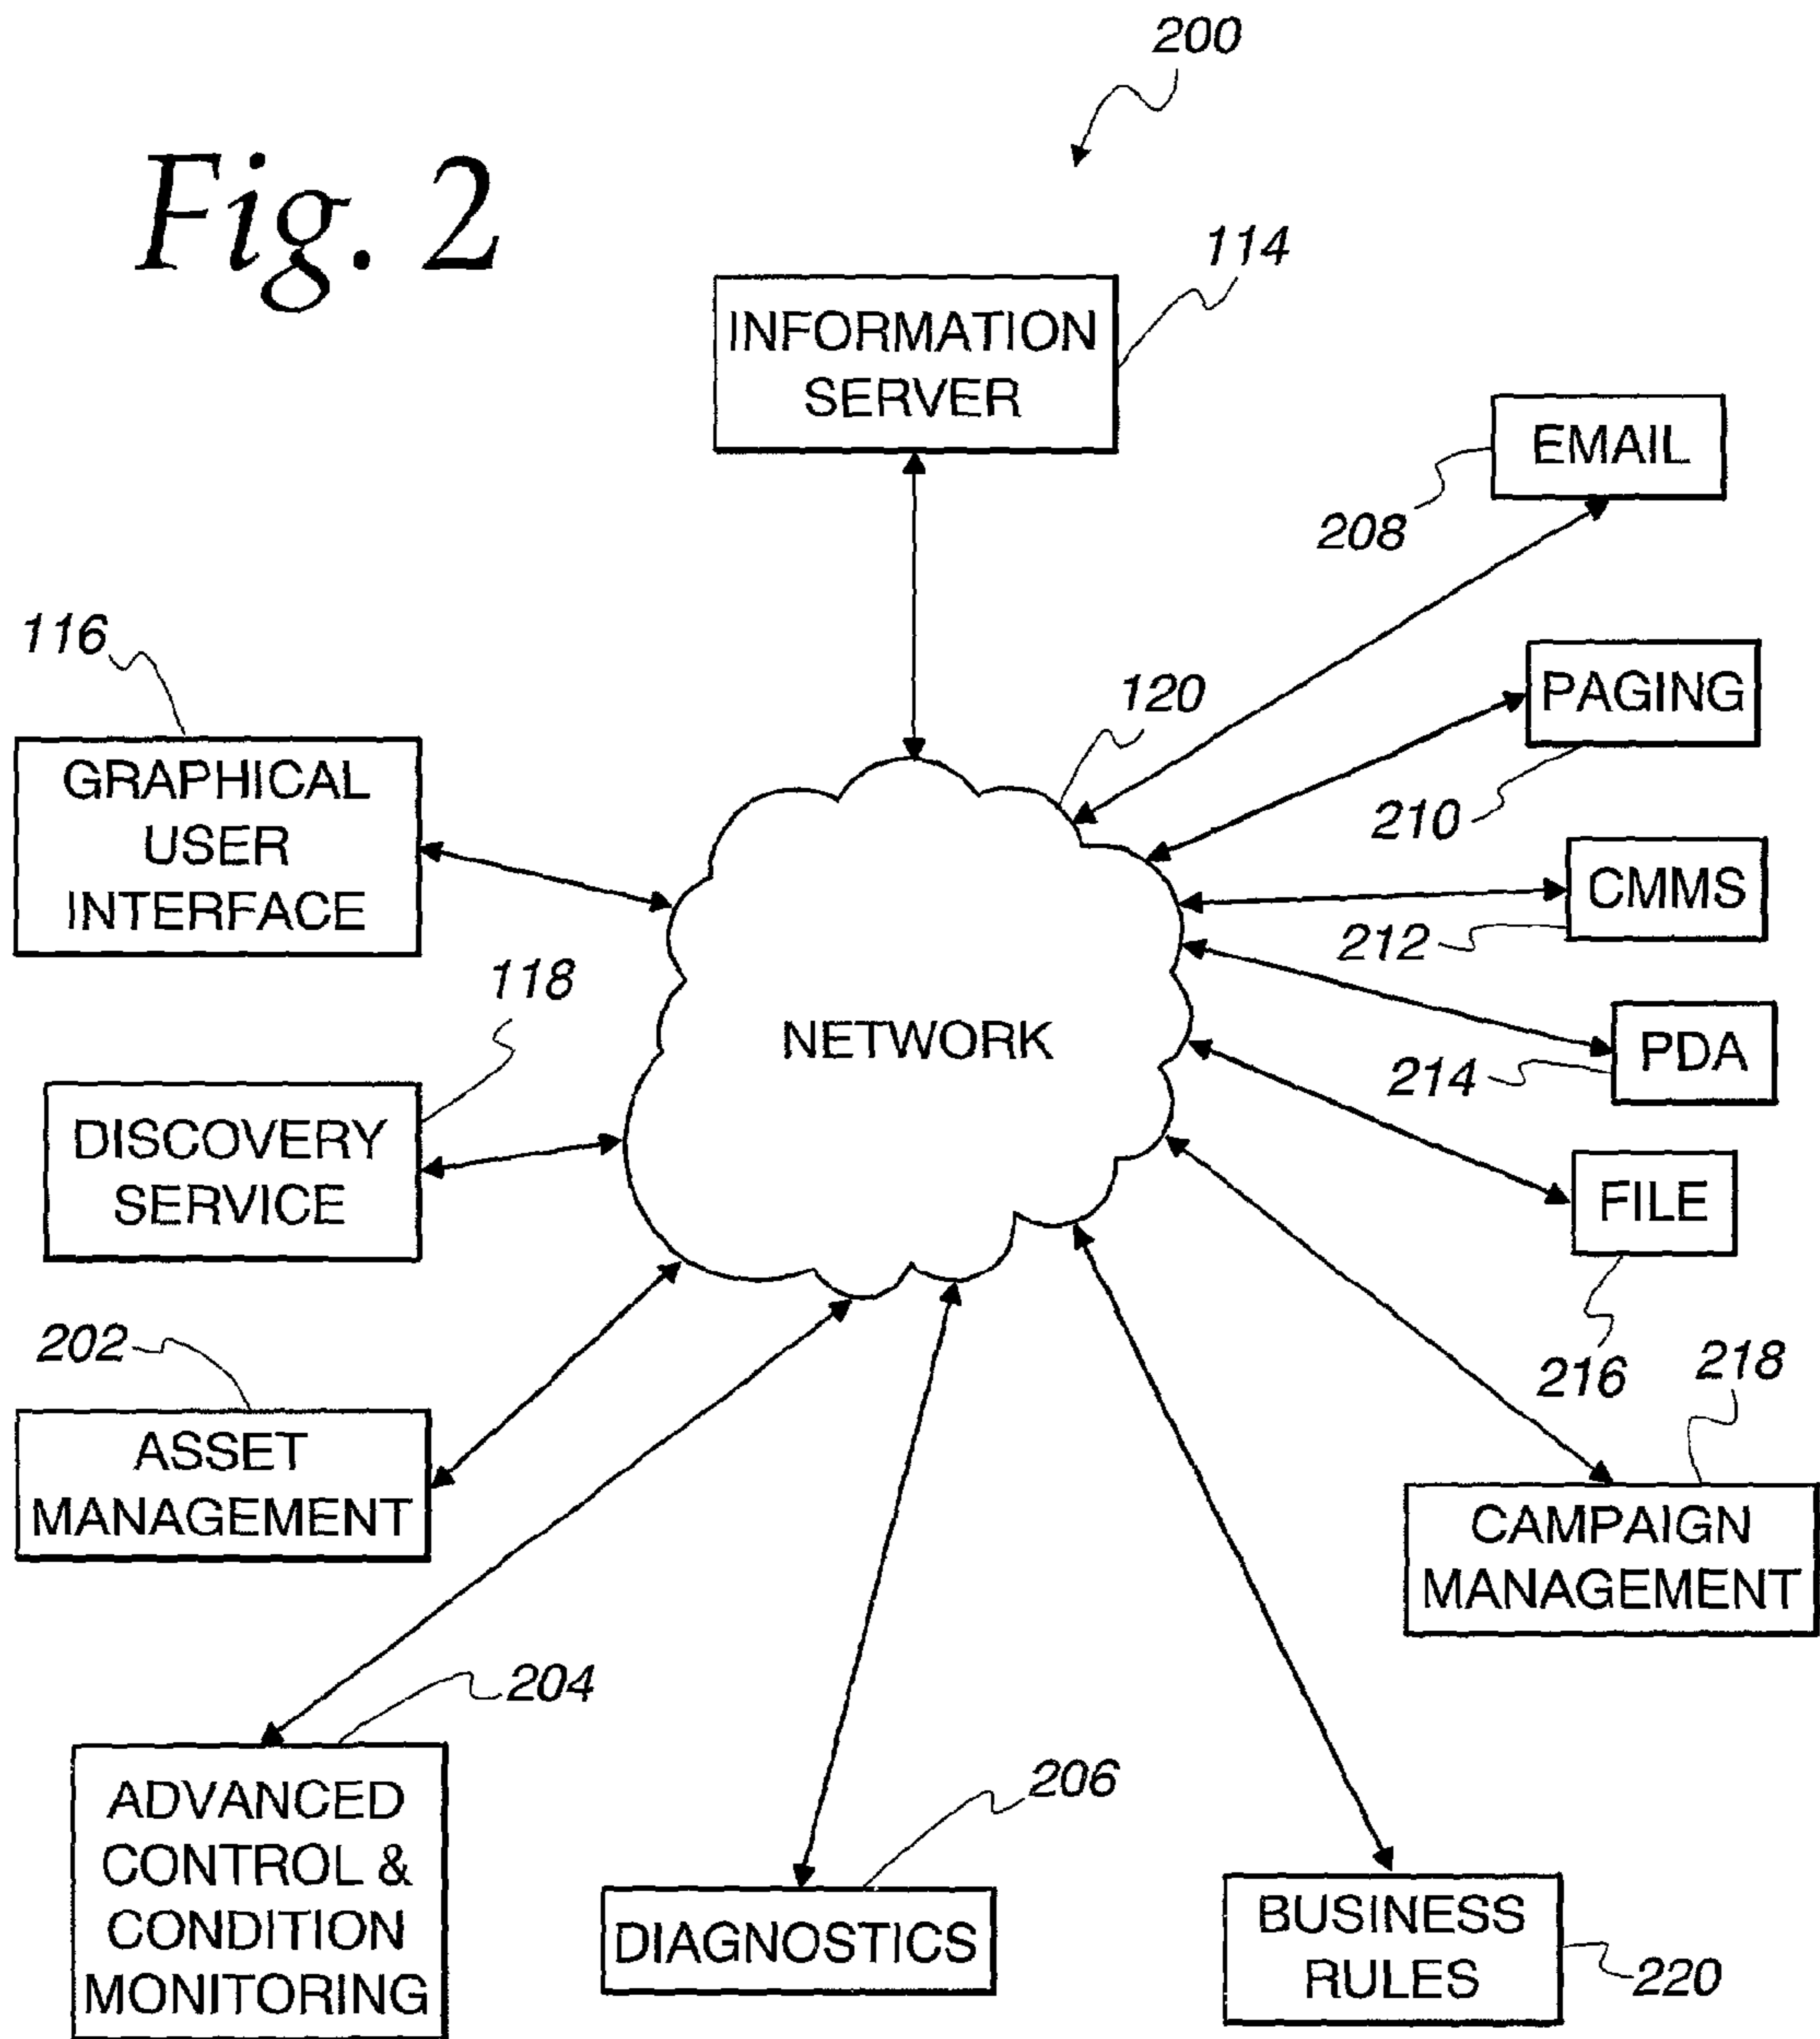 200
Fig. 2
114
INFORMATION
SERVER
EMAIL
208
116
120
PAGING
210
GRAPHICAL
USER
INTERFACE
CMMS
212
118
NETWORK
PDA
214
DISCOVERY
SERVICE
FILE
216
202
218
ASSET
MANAGEMENT
CAMPAIGN
MANAGEMENT
204
206
ADVANCED
CONTROL &
CONDITION
MONITORING
DIAGNOSTICS
BUSINESS
RULES
220